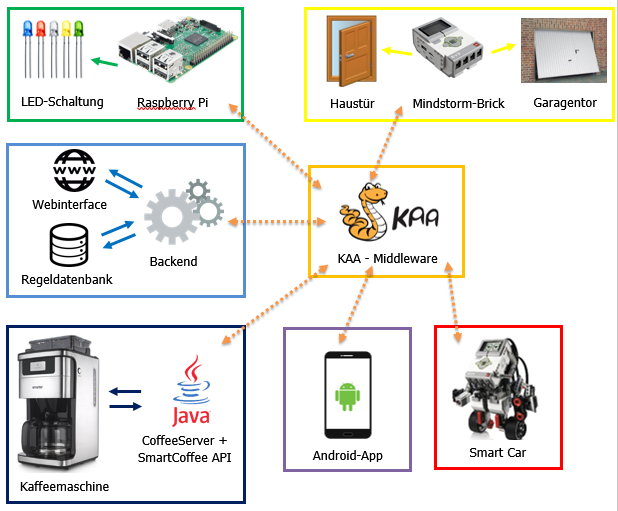 LED-Schaltung
Raspberry Pi
Haustür
Mindstorm-Brick
Garagentor
WWW
Webinterface
Regeldatenbank
Backend
KAA
KAA - Middleware
Java
CoffeeServer +
SmartCoffee API
Kaffeemaschine
Android-App
Smart Car